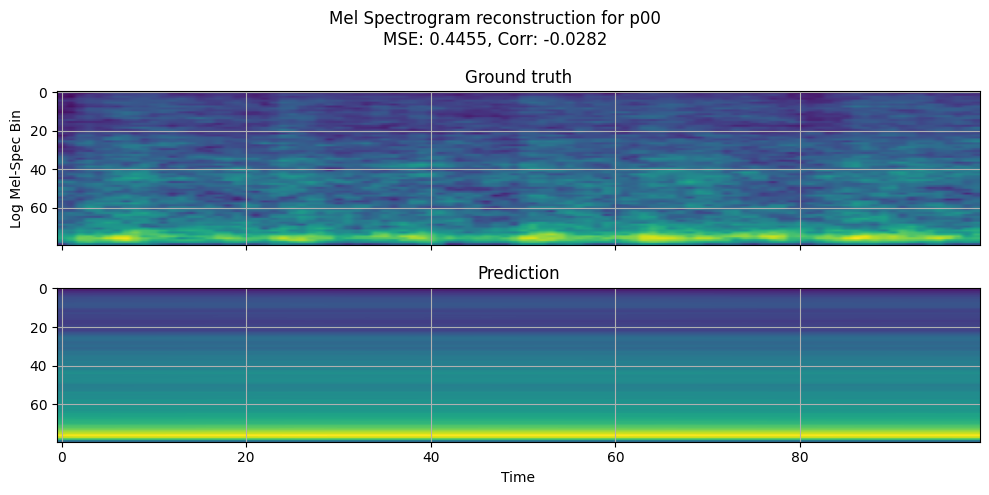 Mel Spectrogram reconstruction for p00
MSE: 0.4455, Corr: -0.0282
Ground truth
Log Mel-Spec Bin
0
20
40
60
Prediction
0
20
40
60
0 20 40 60 80
Time